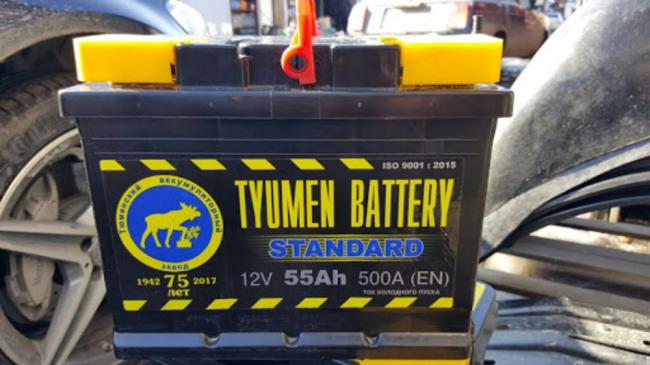 ISO 9001 : 2015
Тюменский аккумуляторный
завод
1942 75 2017
лет
TYUMEN BATTERY
STANDARD
12V 55Ah 500A (EN)
ТОК ХОЛОДНОГО ПУСКА